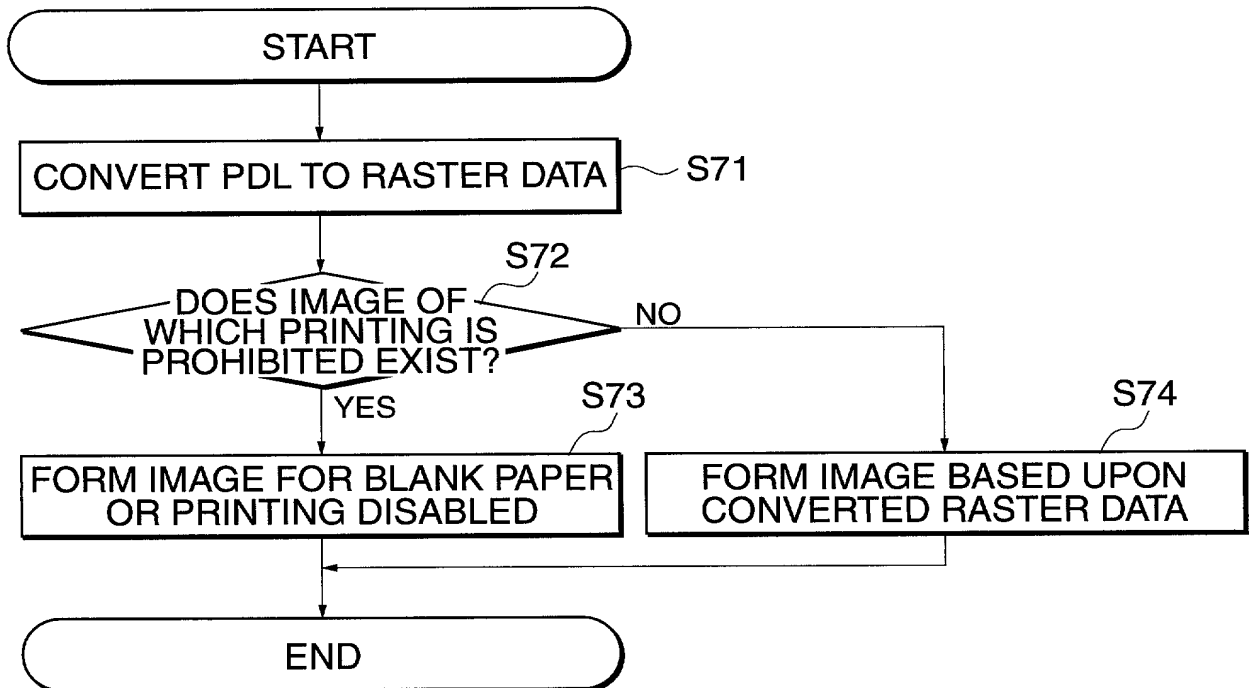 START
CONVERT PDL TO RASTER DATA
S71
S72
DOES IMAGE OF
WHICH PRINTING IS
PROHIBITED EXIST?
NO
YES
S73
FORM IMAGE FOR BLANK PAPER
OR PRINTING DISABLED
S74
FORM IMAGE BASED UPON
CONVERTED RASTER DATA
END